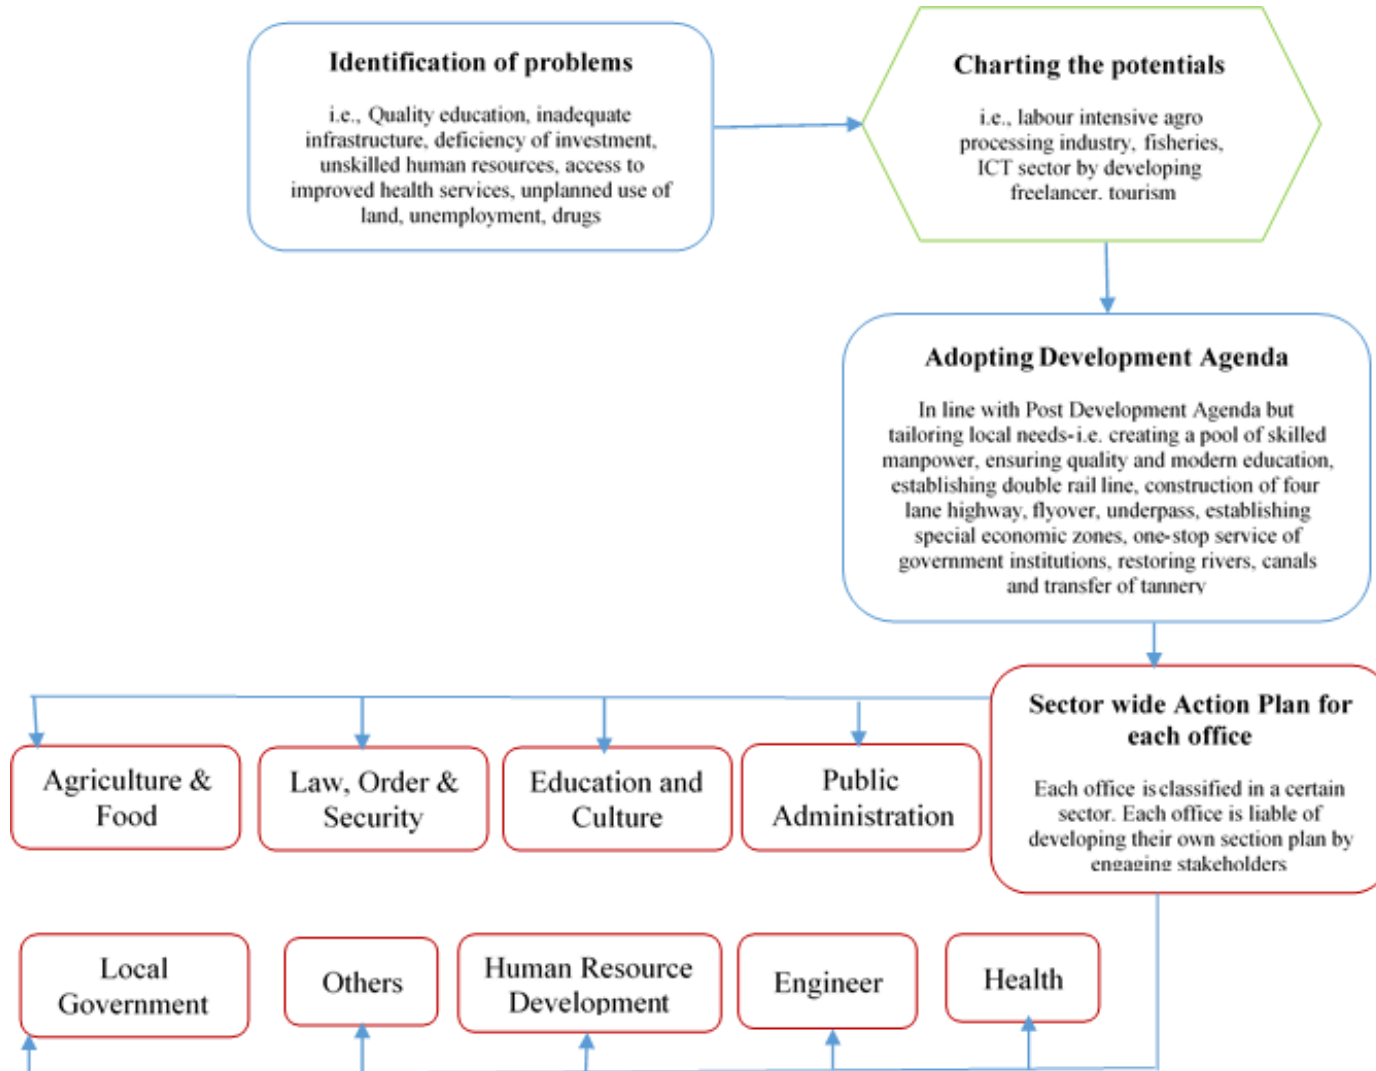 Identification of problems
i.e., Quality education, inadequate
infrastructure, deficiency of investment,
unskilled human resources, access to
improved health services, unplanned use of
land, unemployment, drugs
Charting the potentials
i.e., labour intensive agro
processing industry, fisheries,
ICT sector by developing
freelancer. tourism
Adopting Development Agenda
In line with Post Development Agenda but
tailoring local needs-i.e. creating a pool of skilled
manpower, ensuring quality and modern education,
establishing double rail line, construction of four
lane highway, flyover, underpass, establishing
special economic zones, one-stop service of
government institutions, restoring rivers, canals
and transfer of tannery
Sector wide Action Plan for
each office
Each office is classified in a certain
sector. Each office is liable of
developing their own section plan by
engaging stakeholders
Agriculture &
Food
Law, Order &
Security
Education and
Culture
Public
Administration
Local
Government
Others
Human Resource
Development
Engineer
Health